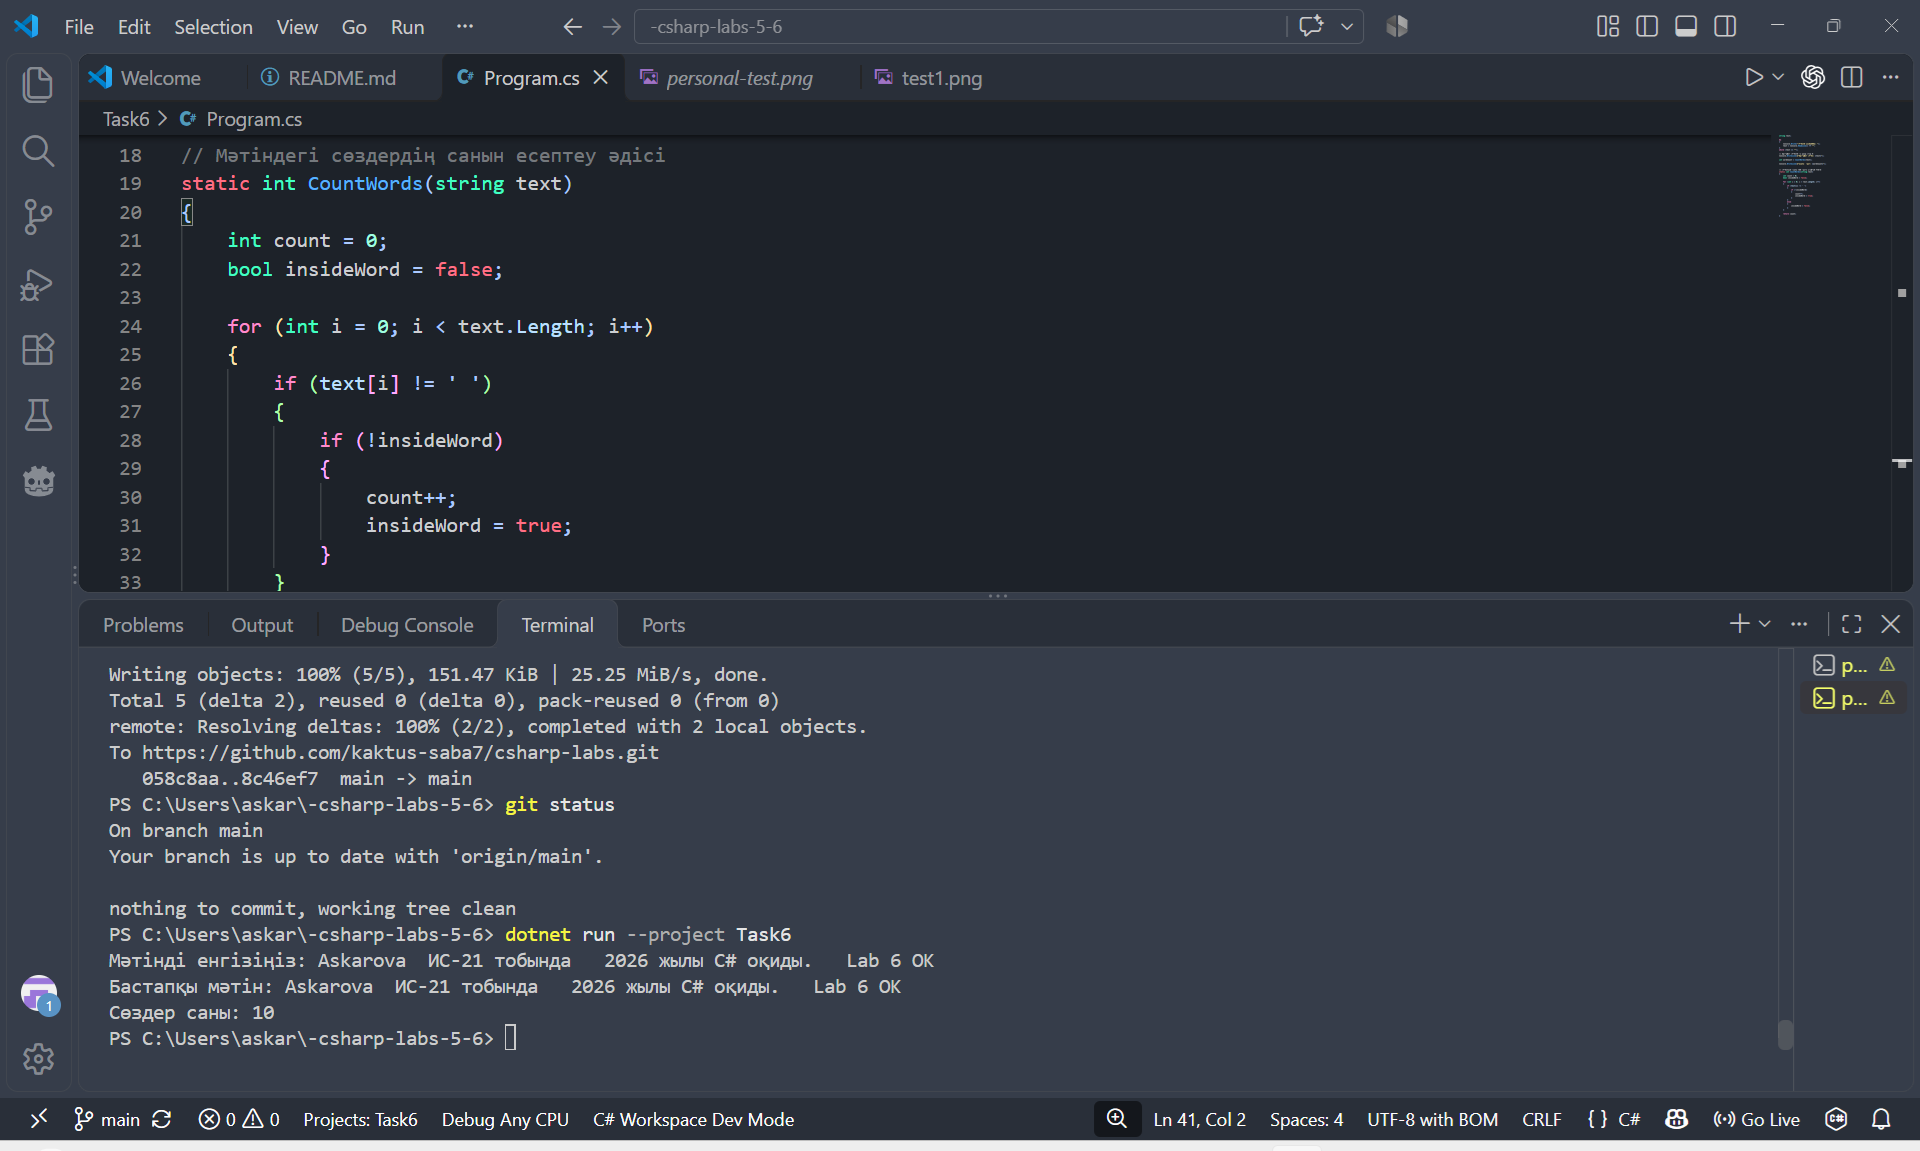 File Edit Selection View Go Run ···
-csharp-labs-5-6
Welcome README.md C# Program.cs personal-test.png test1.png
Task6 > C# Program.cs
18 // Мәтіндегі сөздердің санын есептеу әдісі
19 static int CountWords(string text)
20 {
21 int count = 0;
22 bool insideWord = false;
23
24 for (int i = 0; i < text.Length; i++)
25 {
26 if (text[i] != ' ')
27 {
28 if (!insideWord)
29 {
30 count++;
31 insideWord = true;
32 }
33 }
Problems Output Debug Console Terminal Ports
Writing objects: 100% (5/5), 151.47 KiB | 25.25 MiB/s, done.
Total 5 (delta 2), reused 0 (delta 0), pack-reused 0 (from 0)
remote: Resolving deltas: 100% (2/2), completed with 2 local objects.
To https://github.com/kaktus-saba7/csharp-labs.git
058c8aa..8c46ef7 main -> main
PS C:\Users\askar\-csharp-labs-5-6> git status
On branch main
Your branch is up to date with 'origin/main'.
nothing to commit, working tree clean
PS C:\Users\askar\-csharp-labs-5-6> dotnet run --project Task6
Мәтінді енгізіңіз: Askarova ИС-21 тобында 2026 жылы C# оқиды. Lab 6 OK
Бастапқы мәтін: Askarova ИС-21 тобында 2026 жылы C# оқиды. Lab 6 OK
Сөздер саны: 10
PS C:\Users\askar\-csharp-labs-5-6>
p...
p...
1
main 0 0 Projects: Task6 Debug Any CPU C# Workspace Dev Mode Ln 41, Col 2 Spaces: 4 UTF-8 with BOM CRLF { } C# Go Live